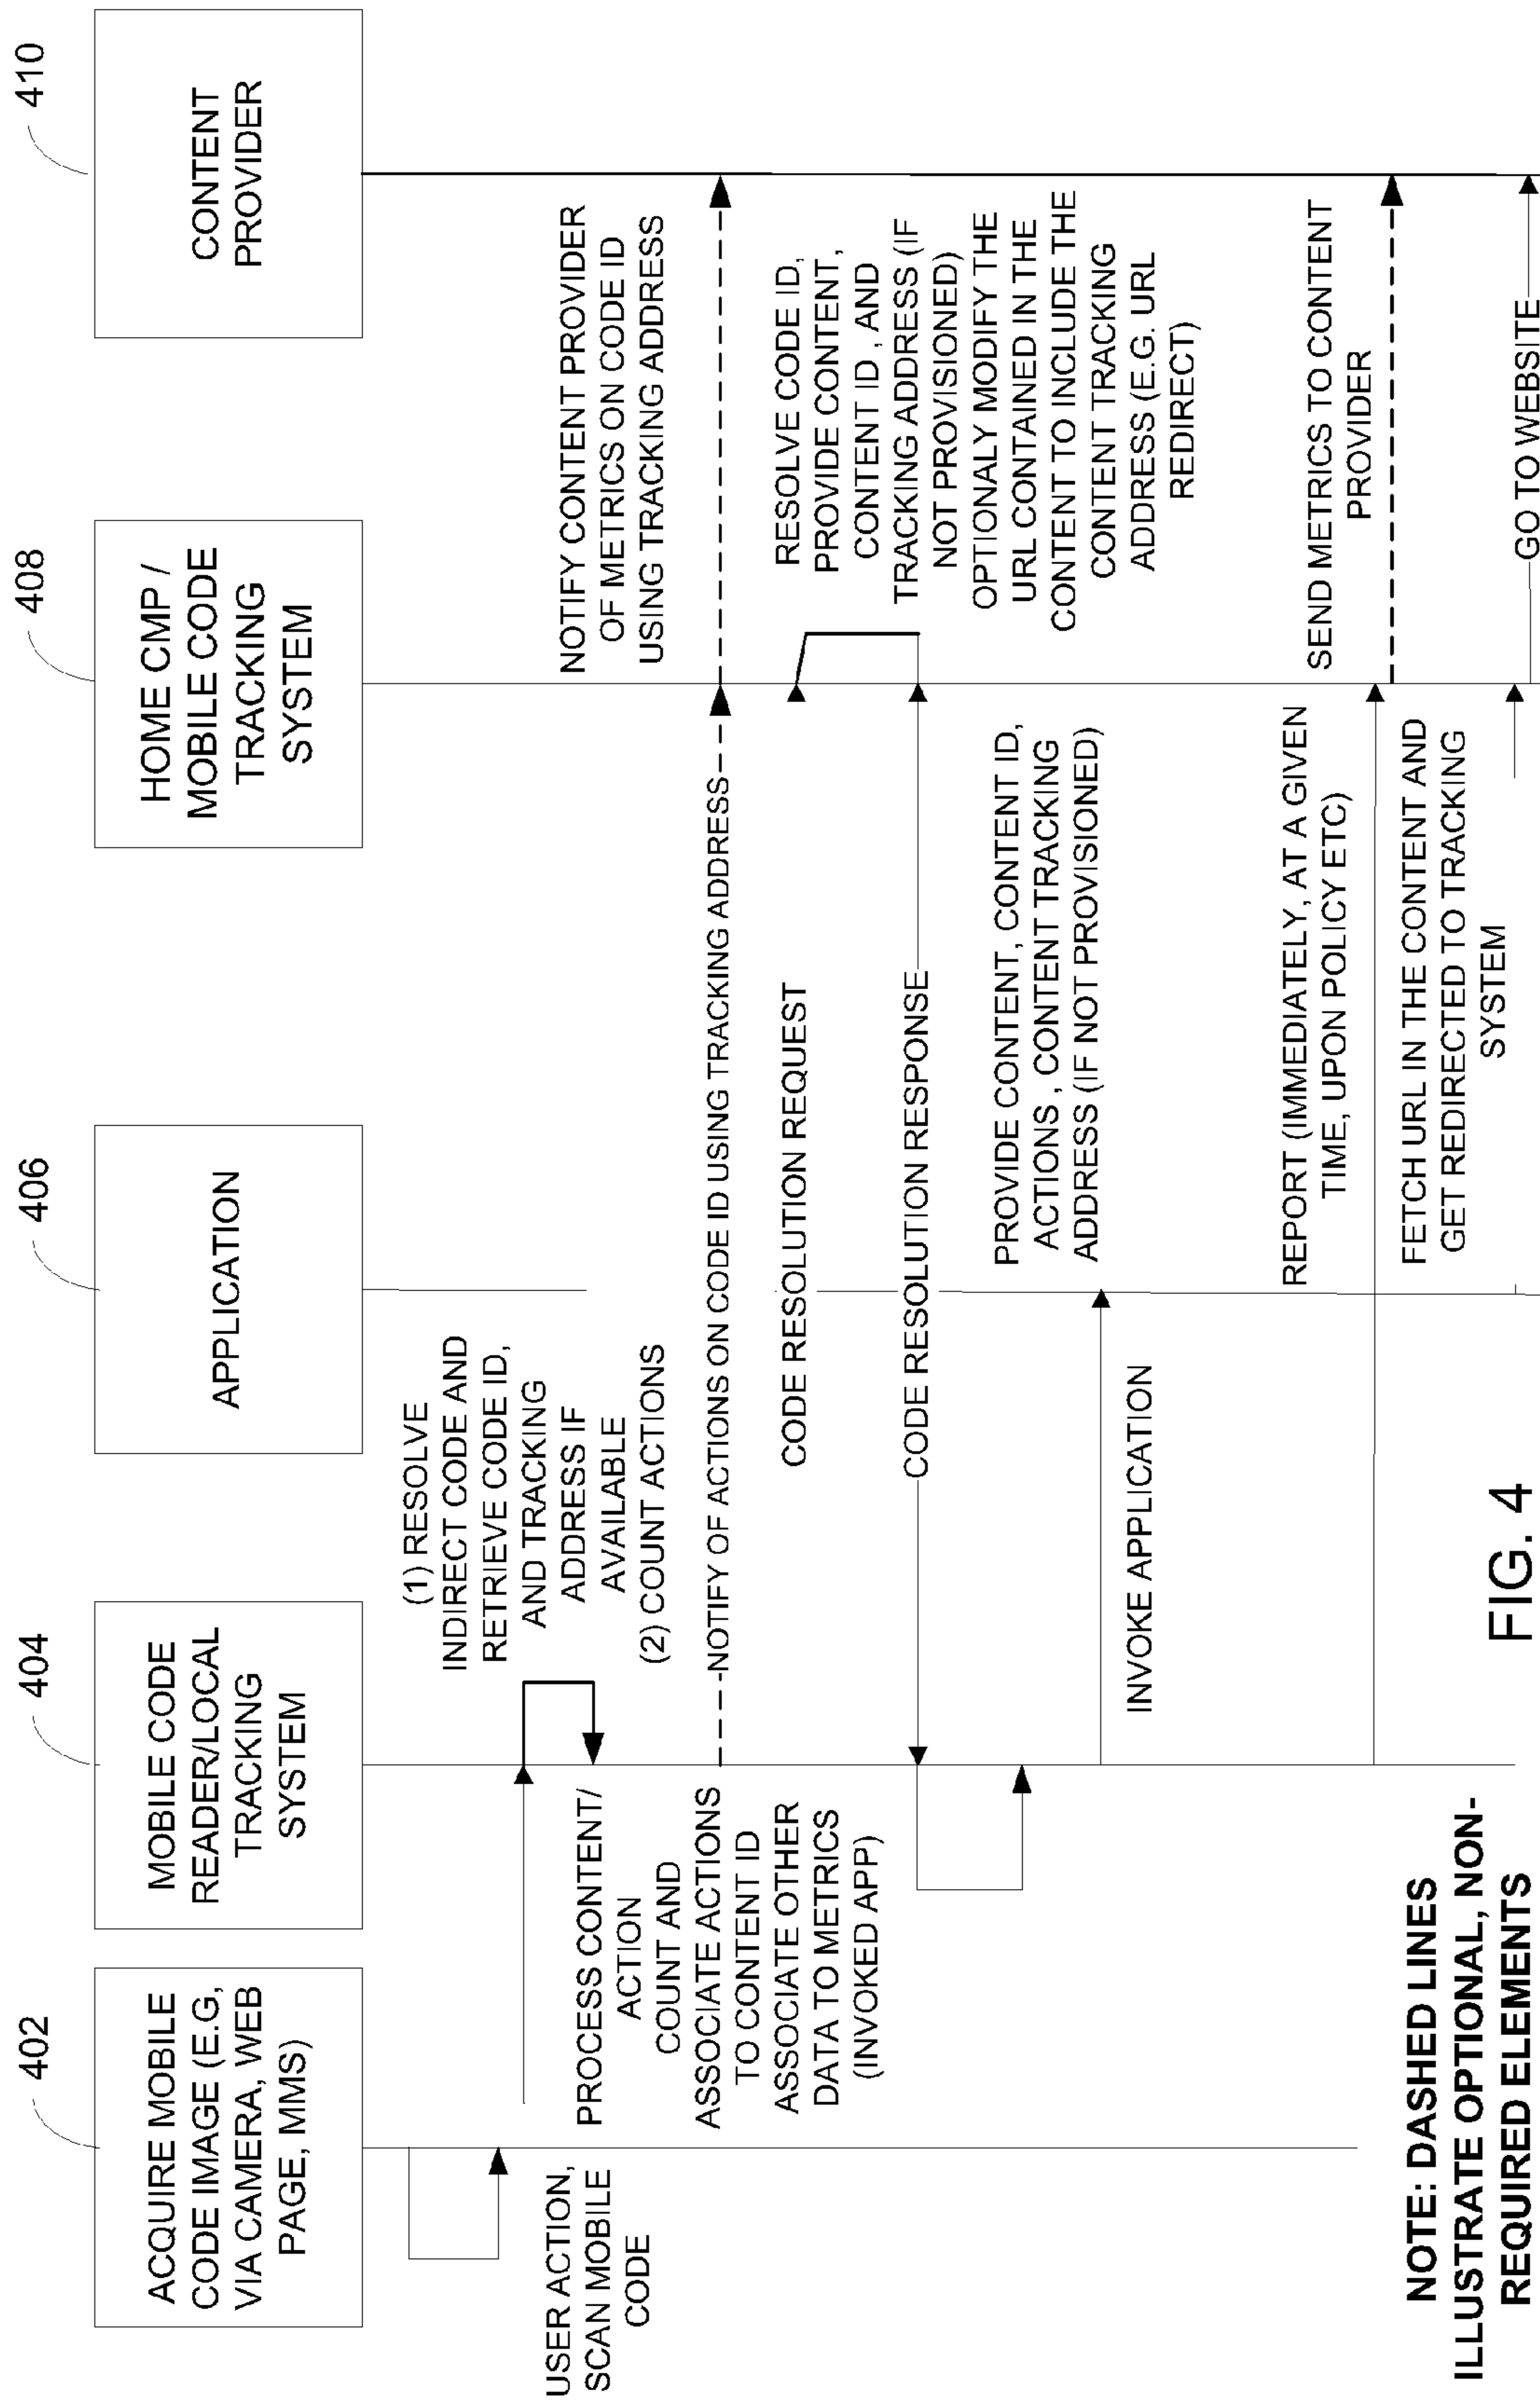 402
ACQUIRE MOBILE
CODE IMAGE (E.G,
VIA CAMERA, WEB
PAGE, MMS)
404
MOBILE CODE
READER/LOCAL
TRACKING
SYSTEM
406
APPLICATION
408
HOME CMP /
MOBILE CODE
TRACKING
SYSTEM
410
CONTENT
PROVIDER
USER ACTION,
SCAN MOBILE
CODE
(1) RESOLVE
INDIRECT CODE AND
RETRIEVE CODE ID,
AND TRACKING
ADDRESS IF
AVAILABLE
(2) COUNT ACTIONS
NOTIFY OF ACTIONS ON CODE ID USING TRACKING ADDRESS
NOTIFY CONTENT PROVIDER
OF METRICS ON CODE ID
USING TRACKING ADDRESS
CODE RESOLUTION REQUEST
RESOLVE CODE ID,
PROVIDE CONTENT,
CONTENT ID , AND
TRACKING ADDRESS (IF
NOT PROVISIONED)
OPTIONALY MODIFY THE
URL CONTAINED IN THE
CONTENT TO INCLUDE THE
CONTENT TRACKING
ADDRESS (E.G. URL
REDIRECT)
CODE RESOLUTION RESPONSE
PROVIDE CONTENT, CONTENT ID,
ACTIONS , CONTENT TRACKING
ADDRESS (IF NOT PROVISIONED)
PROCESS CONTENT/
ACTION
COUNT AND
ASSOCIATE ACTIONS
TO CONTENT ID
ASSOCIATE OTHER
DATA TO METRICS
(INVOKED APP)
INVOKE APPLICATION
REPORT (IMMEDIATELY, AT A GIVEN
TIME, UPON POLICY ETC)
SEND METRICS TO CONTENT
PROVIDER
FETCH URL IN THE CONTENT AND
GET REDIRECTED TO TRACKING
SYSTEM
GO TO WEBSITE
NOTE: DASHED LINES
ILLUSTRATE OPTIONAL, NON-
REQUIRED ELEMENTS
FIG. 4